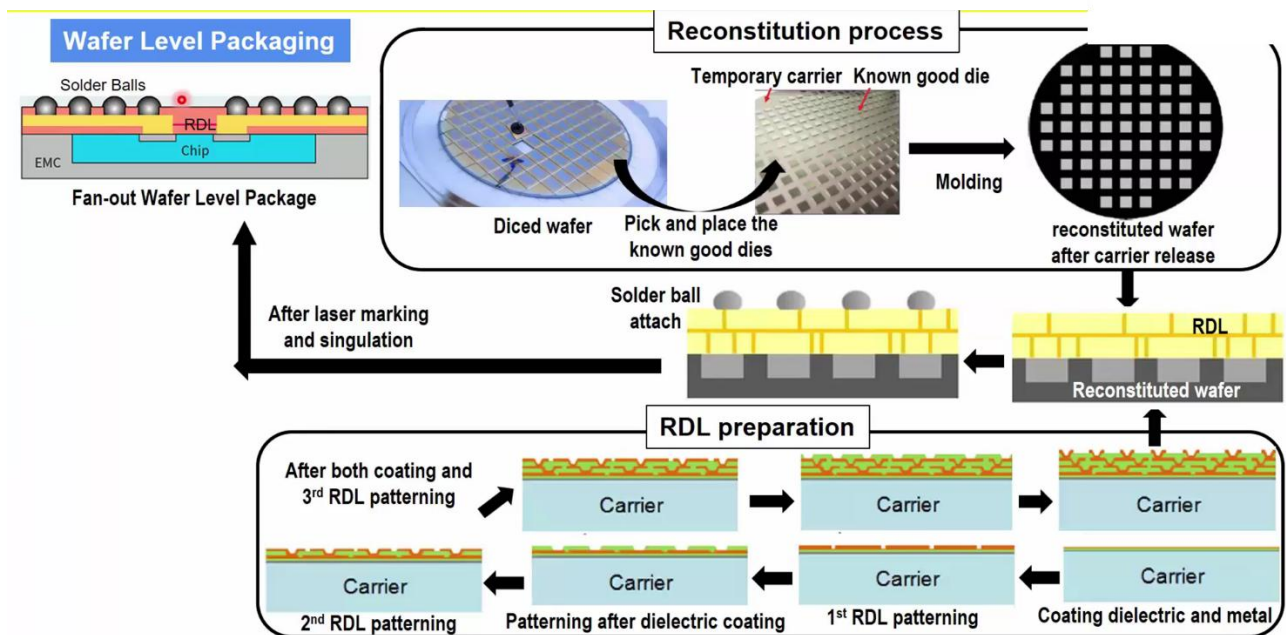 Wafer Level Packaging
Solder Balls
RDL
Chip
EMC
Fan-out Wafer Level Package
Reconstitution process
Temporary carrier
Known good die
Diced wafer
Pick and place the
known good dies
Molding
reconstituted wafer
after carrier release
After laser marking
and singulation
Solder ball
attach
RDL
Reconstituted wafer
RDL preparation
After both coating and
3rd RDL patterning
Carrier
Carrier
Carrier
Carrier
Carrier
Carrier
Carrier
2nd RDL patterning
Patterning after dielectric coating
1st RDL patterning
Coating dielectric and metal